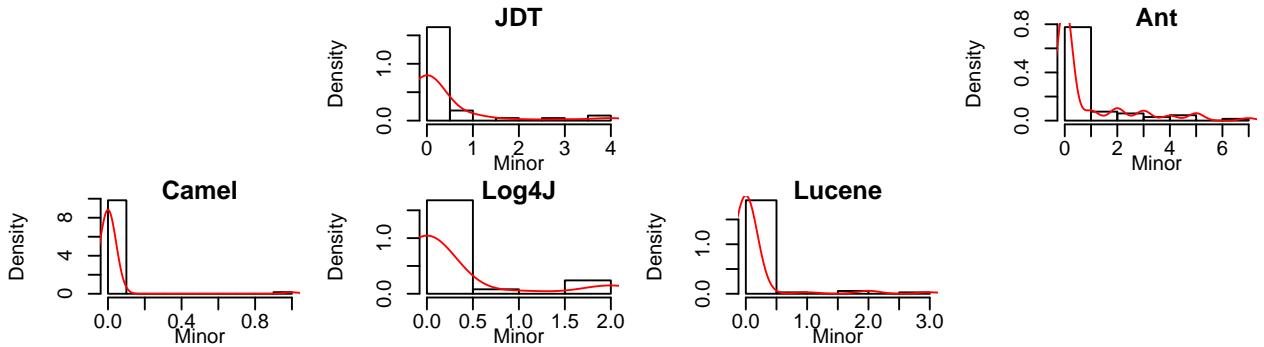 JDT
Density
0.0 1.0
0 1 2 3 4
Minor
Ant
Density
0.0 0.4 0.8
0 2 4 6
Minor
Camel
Density
0 4 8
0.0 0.4 0.8
Minor
Log4J
Density
0.0 1.0
0.0 0.5 1.0 1.5 2.0
Minor
Lucene
Density
0.0 1.0
0.0 1.0 2.0 3.0
Minor